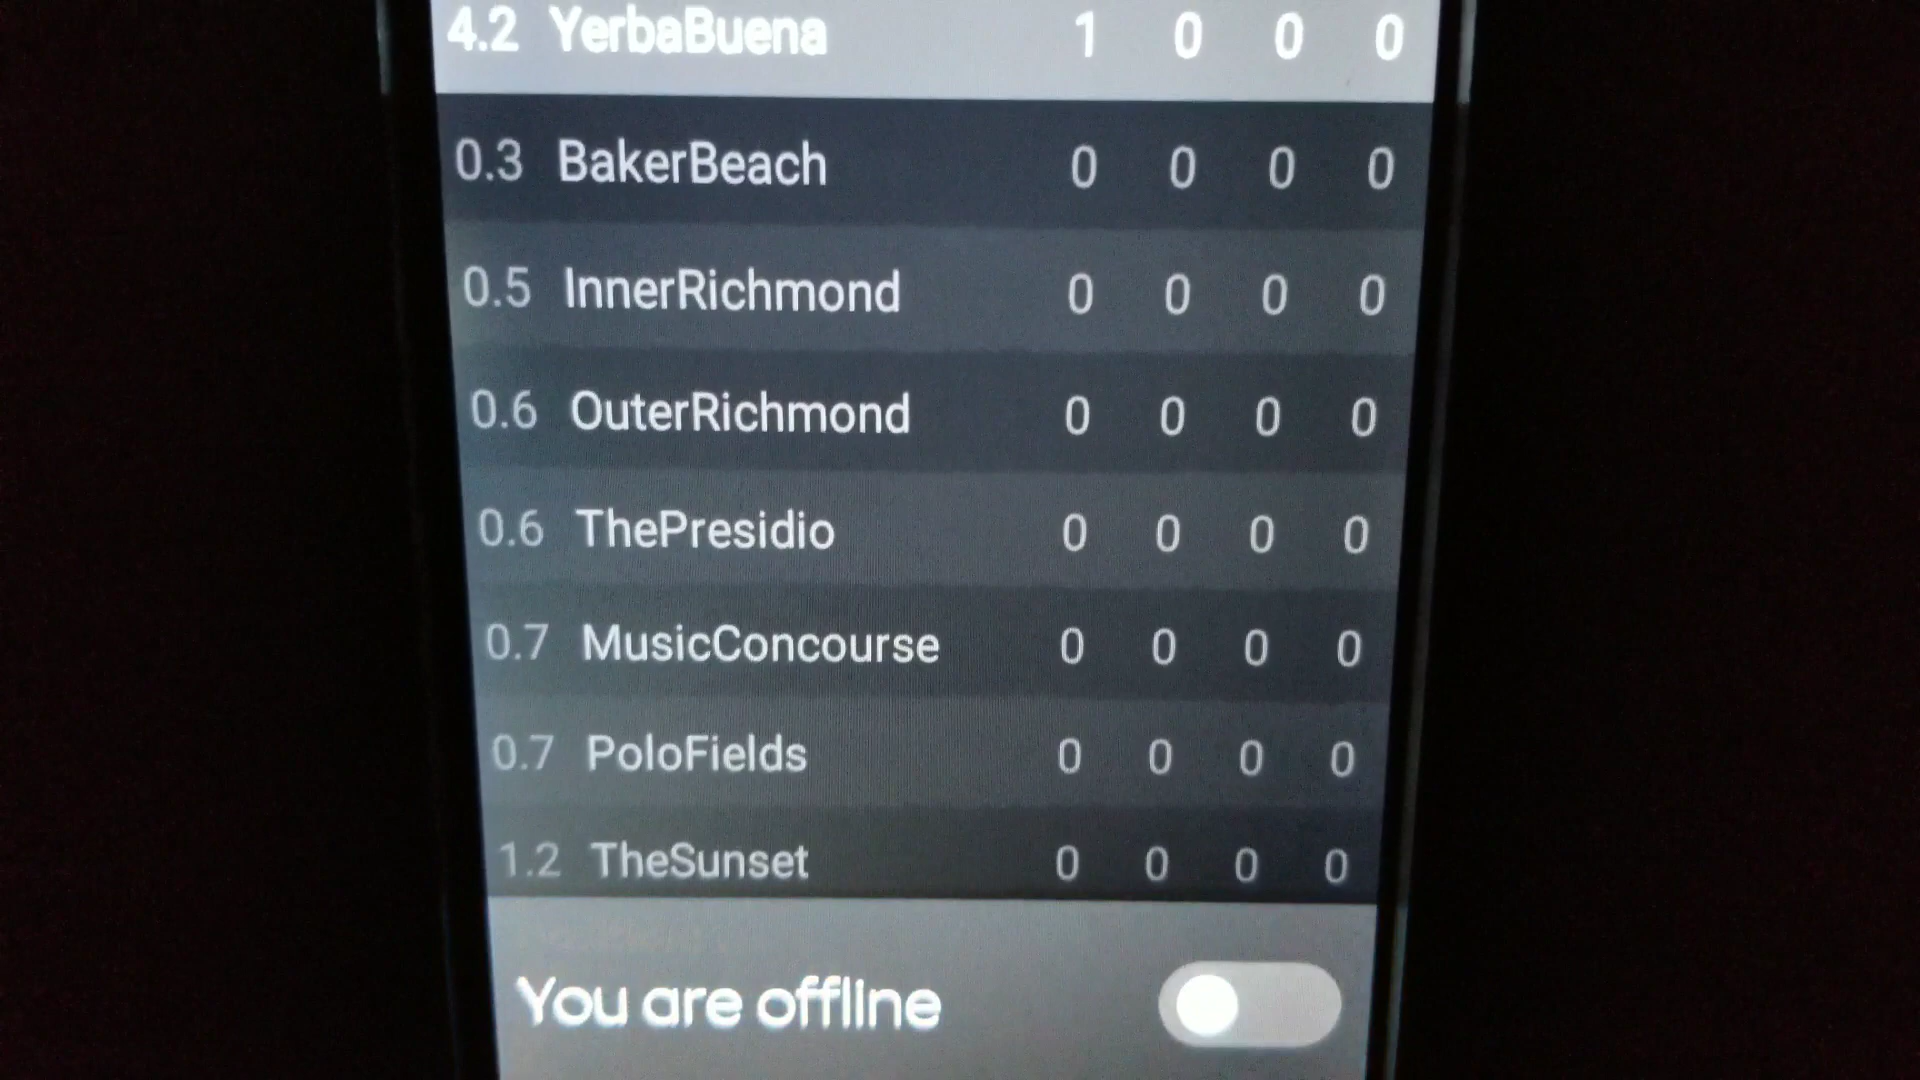 4.2 YerbaBuena 1 0 0 0
0.3 BakerBeach 0 0 0 0
0.5 InnerRichmond 0 0 0 0
0.6 OuterRichmond 0 0 0 0
0.6 ThePresidio 0 0 0 0
0.7 MusicConcourse 0 0 0 0
0.7 PoloFields 0 0 0 0
1.2 TheSunset 0 0 0 0
You are offline